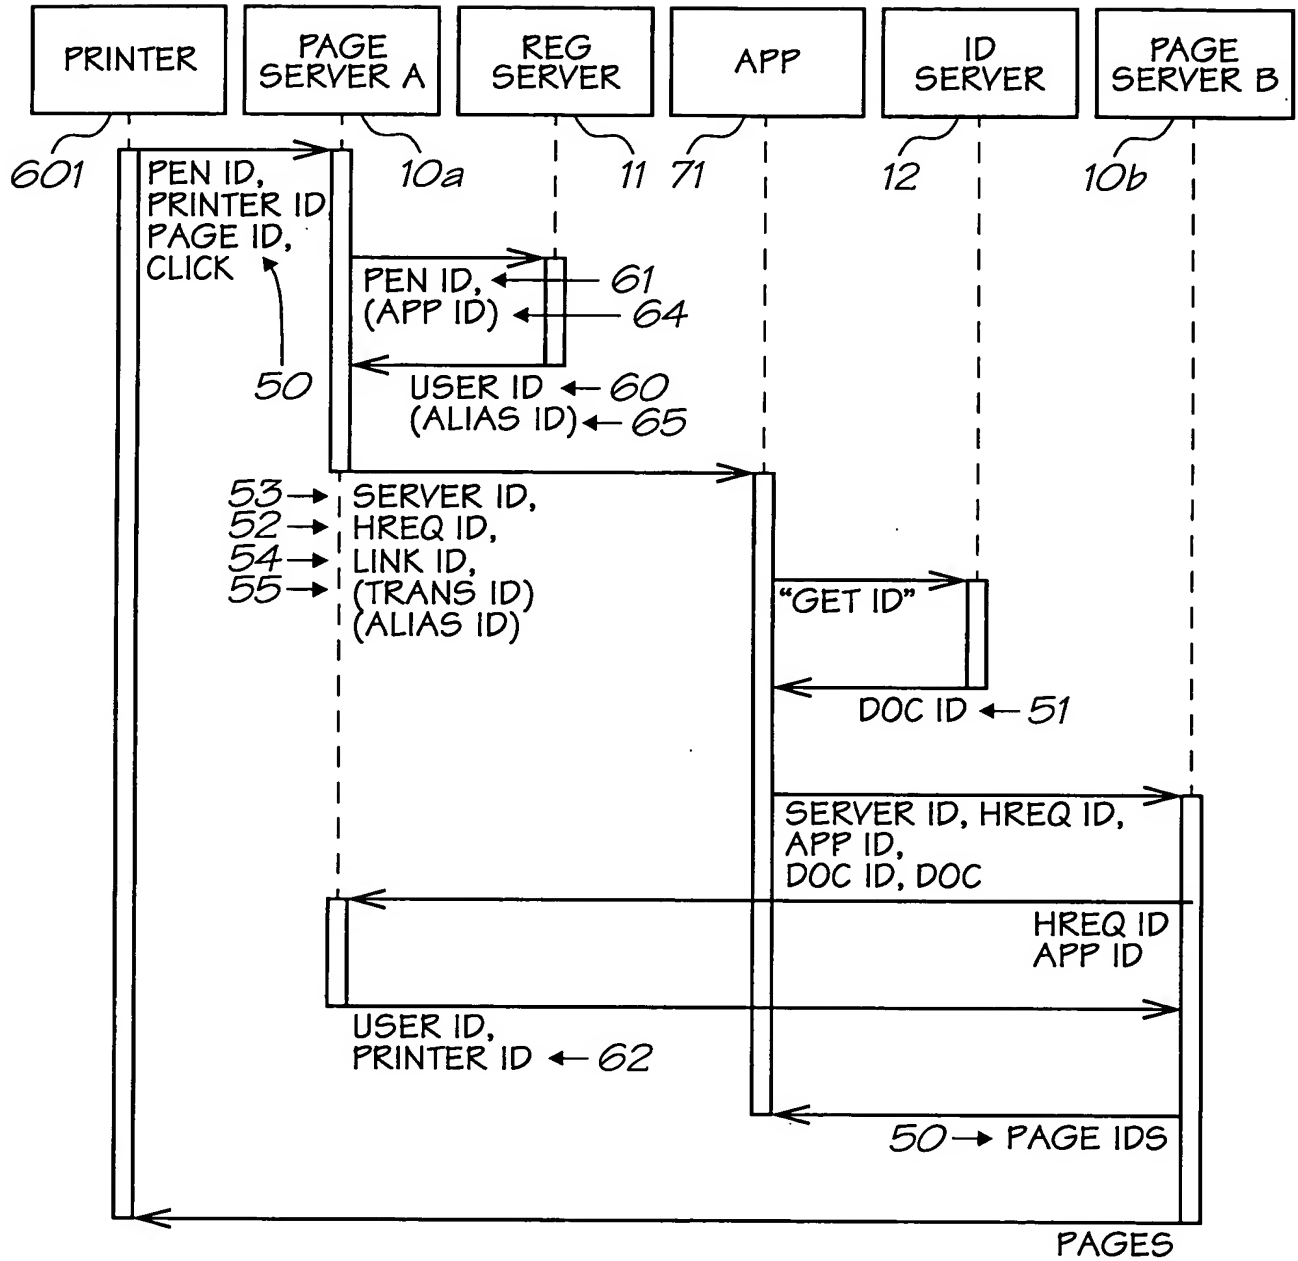 PRINTER
PAGE
SERVER A
REG
SERVER
APP
ID
SERVER
PAGE
SERVER B
601
10a
11
71
12
10b
PEN ID,
PRINTER ID
PAGE ID,
CLICK
50
PEN ID,
61
(APP ID)
64
USER ID
60
(ALIAS ID)
65
53
SERVER ID,
52
HREQ ID,
54
LINK ID,
55
(TRANS ID)
(ALIAS ID)
“GET ID”
DOC ID
51
SERVER ID, HREQ ID,
APP ID,
DOC ID, DOC
HREQ ID
APP ID
USER ID,
PRINTER ID
62
50
PAGE IDS
PAGES